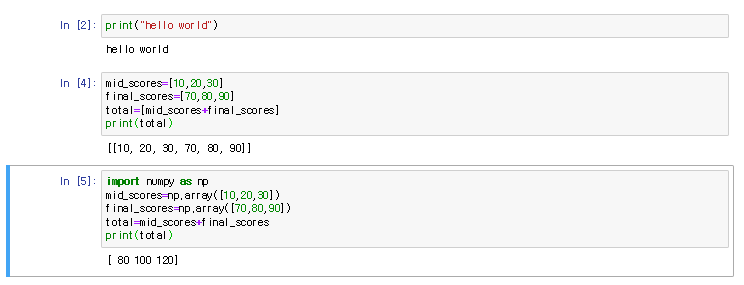 In [2]: print("hello world")
hello world
In [4]: mid_scores=[10,20,30]
final_scores=[70,80,90]
total=[mid_scores+final_scores]
print(total)
[[10, 20, 30, 70, 80, 90]]
In [5]: import numpy as np
mid_scores=np.array([10,20,30])
final_scores=np.array([70,80,90])
total=mid_scores+final_scores
print(total)
[ 80 100 120]